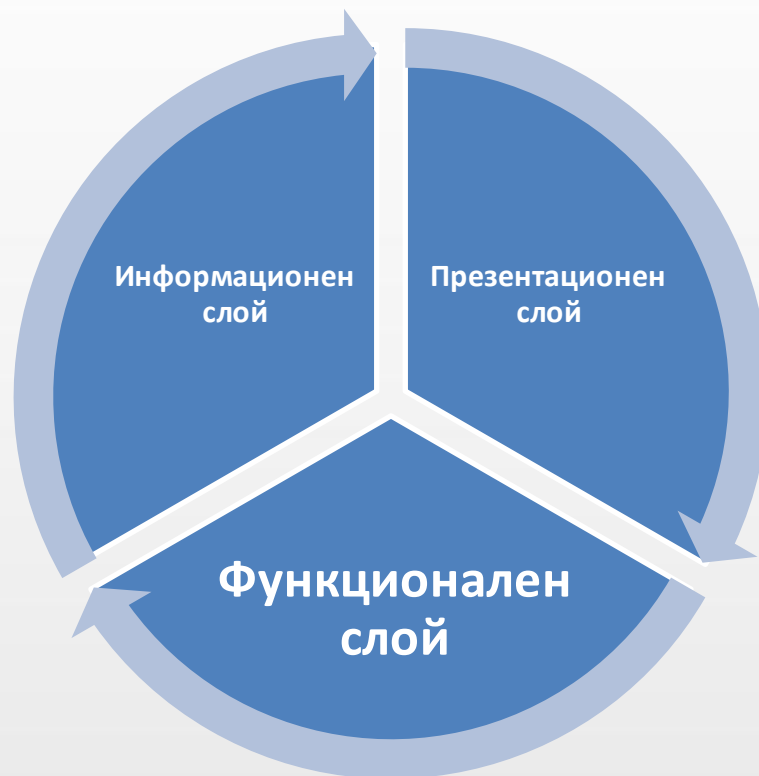 Информационен
слой
Презентационен
слой
Функционален
слой